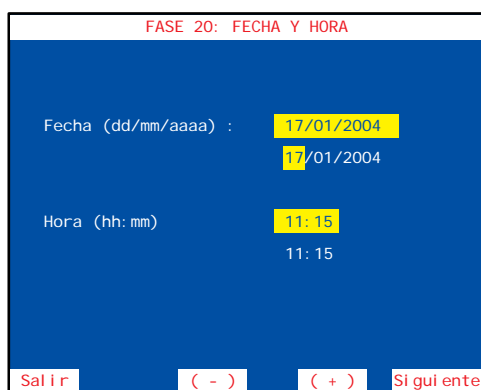 FASE 20: FECHA Y HORA
Fecha (dd/mm/aaaa) : 17/01/2004
17/01/2004
Hora (hh:mm) 11:15
11:15
Salir ( - ) ( + ) Siguiente